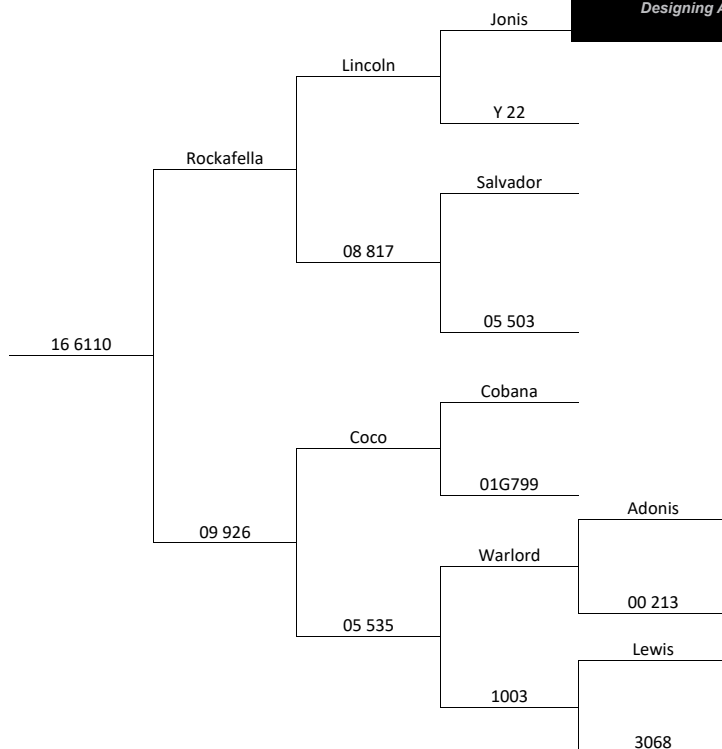 Designing
Jonis
Lincoln
Y 22
Rockafella
Salvador
08 817
05 503
16 6110
Cobana
Coco
01G799
Adonis
09 926
Warlord
00 213
05 535
Lewis
1003
3068